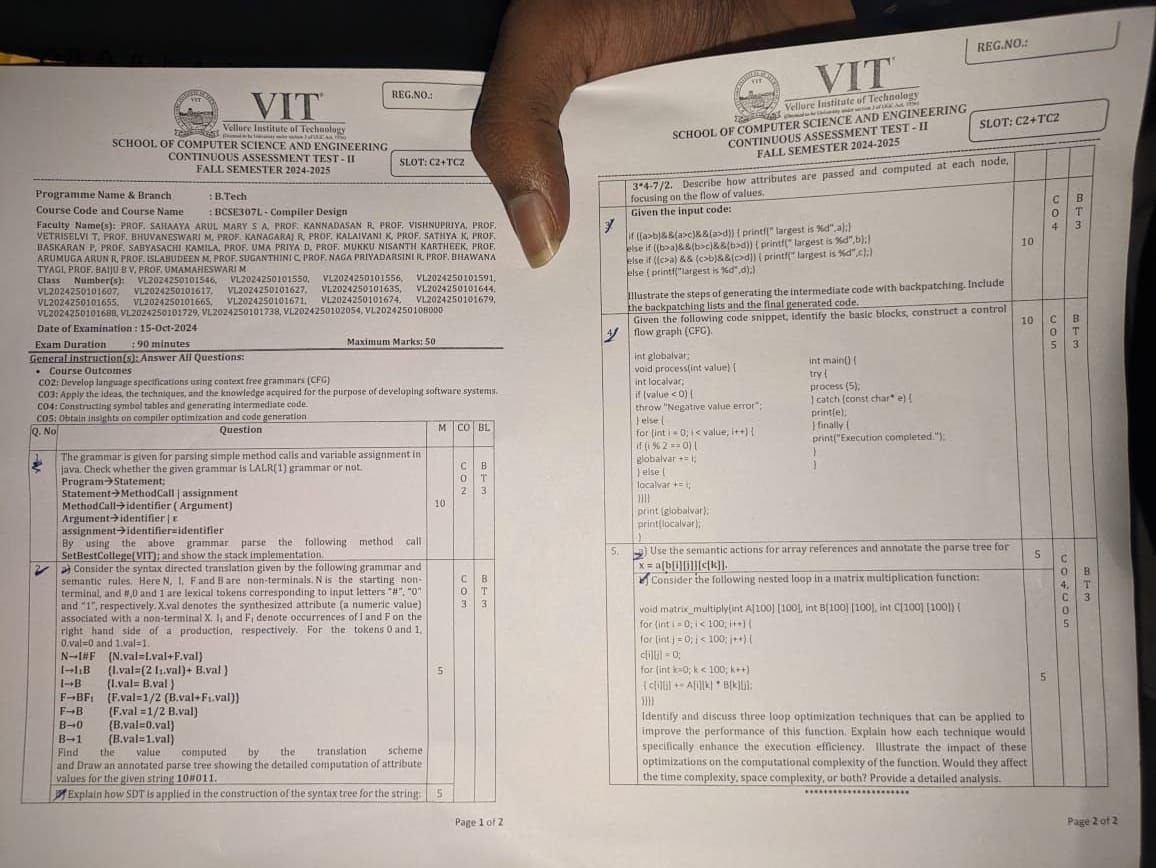 REG.NO.:
VIT
Vellore Institute of Technology
SCHOOL OF COMPUTER SCIENCE AND ENGINEERING
CONTINUOUS ASSESSMENT TEST - II
FALL SEMESTER 2024-2025
SLOT: C2+TC2
Programme Name & Branch : B.Tech
Course Code and Course Name : BCSE307L - Compiler Design
Faculty Name(s): PROF. SAHAAYA ARUL MARY S A, PROF. KANNADASAN R, PROF. VISHNUPRIYA, PROF.
VETRISELVI T, PROF. BHUVANESWARI M, PROF. KANAGARAJ R, PROF. KALAIVANI K, PROF. SATHYA K, PROF.
BASKARAN P, PROF. SABYASACHI KAMILA, PROF. UMA PRIYA D, PROF. MUKKU NISANTH KARTHEEK, PROF.
ARUMUGA ARUN R, PROF. ISLABUDEEN M, PROF. SUGANTHINI C, PROF. NAGA PRIYADARSINI R, PROF. BHAWANA
TYAGI, PROF. BAIJU B V, PROF. UMAMAHESWARI M
Class Number(s): VL2024250101546, VL2024250101550, VL2024250101556, VL2024250101591,
VL2024250101607, VL2024250101617, VL2024250101627, VL2024250101635, VL2024250101644,
VL2024250101655, VL2024250101665, VL2024250101671, VL2024250101674, VL2024250101679,
VL2024250101688, VL2024250101729, VL2024250101738, VL2024250102054, VL2024250108000
Date of Examination : 15-Oct-2024
Exam Duration : 90 minutes Maximum Marks: 50
General instruction(s): Answer All Questions:
• Course Outcomes
CO2: Develop language specifications using context free grammars (CFG)
CO3: Apply the ideas, the techniques, and the knowledge acquired for the purpose of developing software systems.
CO4: Constructing symbol tables and generating intermediate code.
CO5: Obtain insights on compiler optimization and code generation
Q. No Question M CO BL
1. The grammar is given for parsing simple method calls and variable assignment in
java. Check whether the given grammar is LALR(1) grammar or not.
Program→Statement;
Statement→MethodCall | assignment
MethodCall→identifier ( Argument)
Argument→identifier | ε
assignment→identifier=identifier
By using the above grammar parse the following method call
SetBestCollege(VIT); and show the stack implementation.
10
CO2
BT3
2. a) Consider the syntax directed translation given by the following grammar and
semantic rules. Here N, I, F and B are non-terminals. N is the starting non-
terminal, and #,0 and 1 are lexical tokens corresponding to input letters "#", "0"
and "1", respectively. X.val denotes the synthesized attribute (a numeric value)
associated with a non-terminal X. I₁ and F₁ denote occurrences of I and F on the
right hand side of a production, respectively. For the tokens 0 and 1,
0.val=0 and 1.val=1.
N→I#F {N.val=I.val+F.val}
I→I₁B {I.val=(2 I₁.val)+ B.val }
I→B {I.val= B.val }
F→BF₁ {F.val=1/2 (B.val+F₁.val)}
F→B {F.val =1/2 B.val}
B→0 {B.val=0.val}
B→1 {B.val=1.val}
Find the value computed by the translation scheme
and Draw an annotated parse tree showing the detailed computation of attribute
values for the given string 10#011.
5
CO3
BT3
b) Explain how SDT is applied in the construction of the syntax tree for the string: 5
Page 1 of 2
REG.NO.:
VIT
Vellore Institute of Technology
SCHOOL OF COMPUTER SCIENCE AND ENGINEERING
CONTINUOUS ASSESSMENT TEST - II
FALL SEMESTER 2024-2025
SLOT: C2+TC2
3*4-7/2. Describe how attributes are passed and computed at each node,
focusing on the flow of values.
3. Given the input code:
if ((a>b)&&(a>c)&&(a>d)) { printf(" largest is %d",a);}
else if ((b>a)&&(b>c)&&(b>d)) { printf(" largest is %d",b);}
else if ((c>a) && (c>b)&&(c>d)) { printf(" largest is %d",c);}
else { printf("largest is %d",d);}
Illustrate the steps of generating the intermediate code with backpatching. Include
the backpatching lists and the final generated code.
10
CO4
BT3
4. Given the following code snippet, identify the basic blocks, construct a control
flow graph (CFG).
10
CO5
BT3
int globalvar;
void process(int value) {
int localvar;
if (value < 0) {
throw "Negative value error";
} else {
for (int i = 0; i < value; i++) {
if (i % 2 == 0) {
globalvar += i;
} else {
localvar += i;
}}}}
print (globalvar);
print(localvar);
}
int main() {
try {
process (5);
} catch (const char* e) {
print(e);
} finally {
print("Execution completed.");
}
}
5. a) Use the semantic actions for array references and annotate the parse tree for
x = a[b[i][j]][c[k]].
5
b) Consider the following nested loop in a matrix multiplication function:
void matrix_multiply(int A[100] [100], int B[100] [100], int C[100] [100]) {
for (int i = 0; i < 100; i++) {
for (int j = 0; j < 100; j++) {
c[i][j] = 0;
for (int k=0; k < 100; k++)
{ c[i][j] += A[i][k] * B[k][j];
}}}}
Identify and discuss three loop optimization techniques that can be applied to
improve the performance of this function. Explain how each technique would
specifically enhance the execution efficiency. Illustrate the impact of these
optimizations on the computational complexity of the function. Would they affect
the time complexity, space complexity, or both? Provide a detailed analysis.
5
CO4, CO5
BT3
*********************
Page 2 of 2